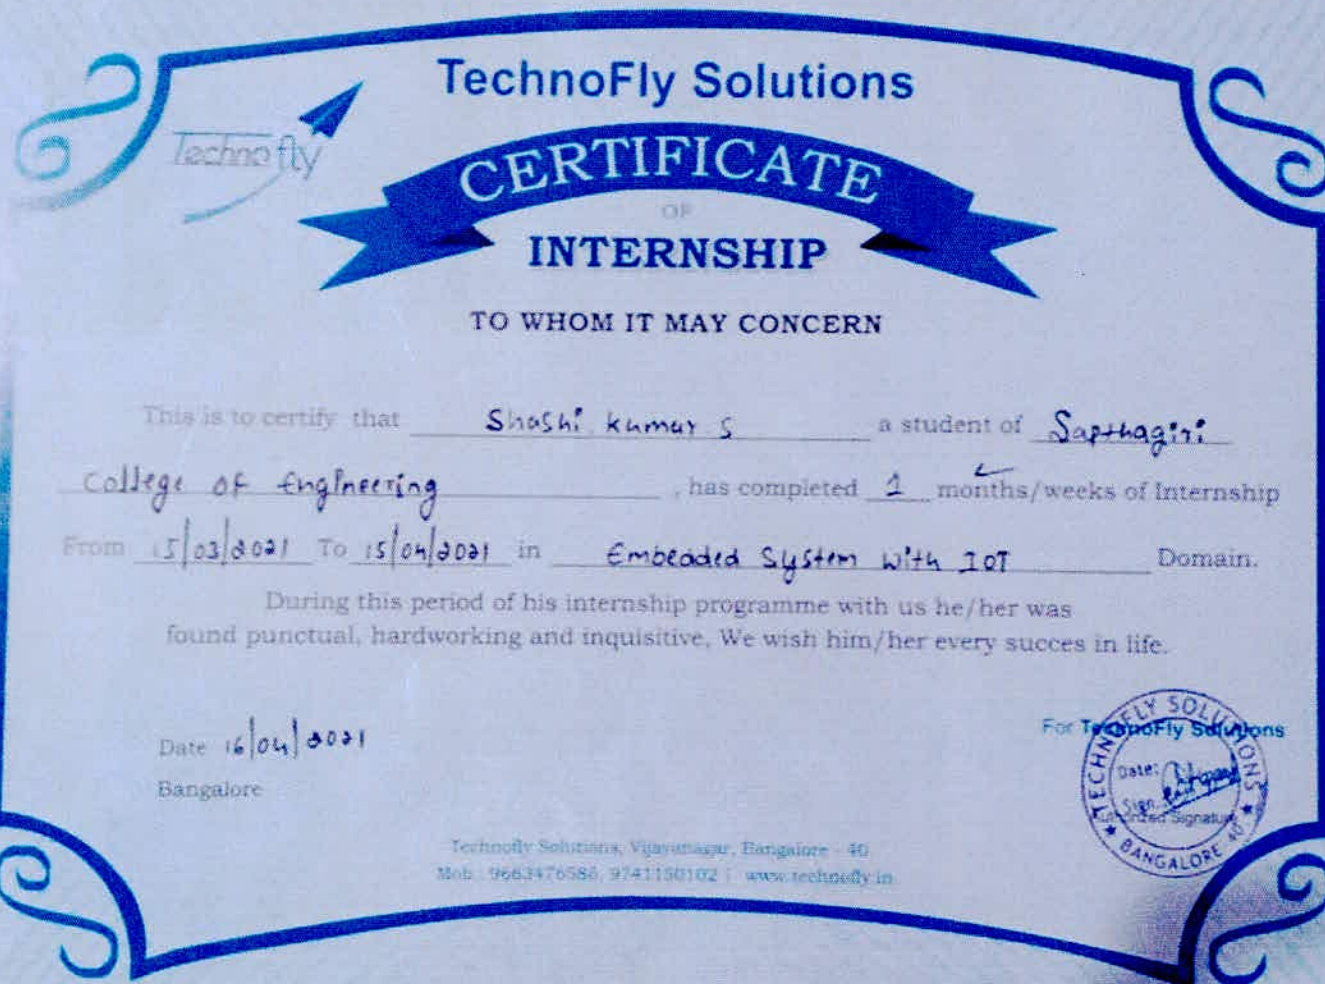 TechnoFly Solutions
Technofly
CERTIFICATE
OF
INTERNSHIP
TO WHOM IT MAY CONCERN
This is to certify that Shashi kumar S a student of Sapthagiri
College of Engineering , has completed 1 months/weeks of Internship
From 15/03/2021 To 15/04/2021 in Embedded System with IOT Domain.
During this period of his internship programme with us he/her was
found punctual, hardworking and inquisitive, We wish him/her every succes in life.
Date 16/04/2021
Bangalore
For TechnoFly Solutions
TECHNOFLY SOLUTIONS
Date:
Sign:
Authorized Signature
BANGALORE 40
Technofly Solutions, Vijayanagar, Bangalore - 40
Mob : 9663476586, 9741150102 | www.technofly.in